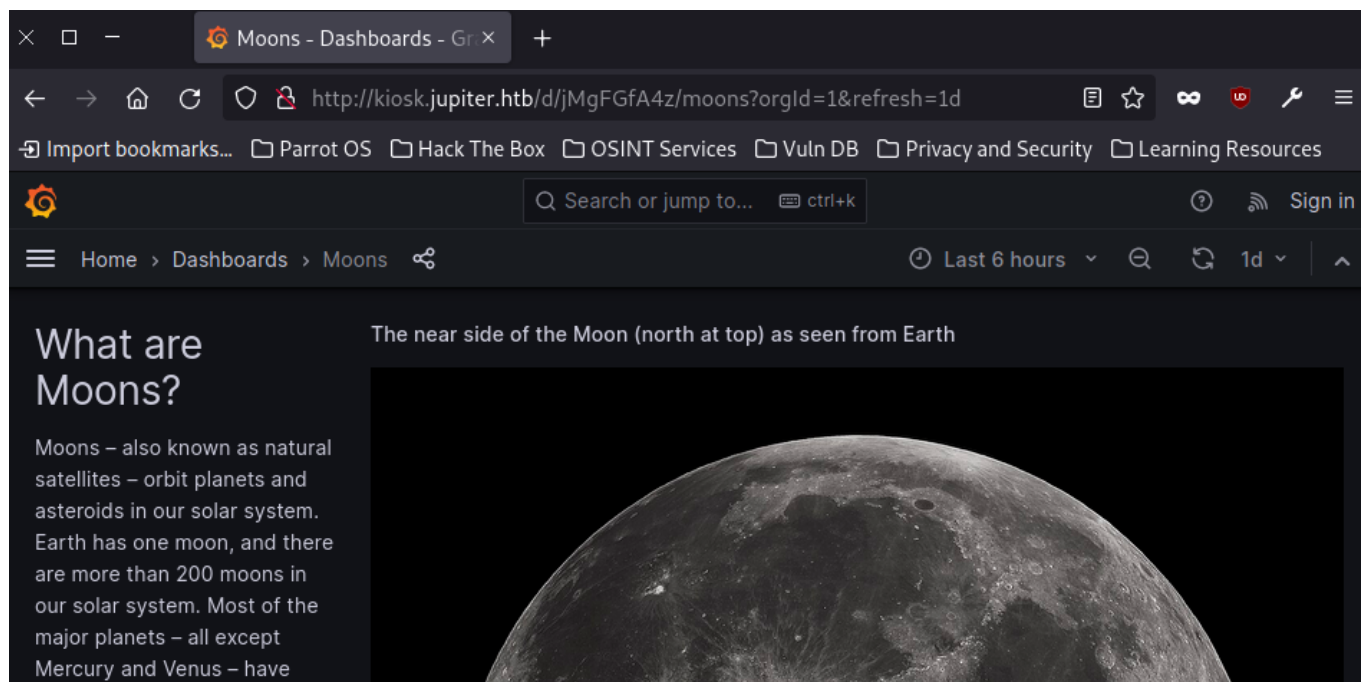 Moons - Dashboards - Gr
http://kiosk.jupiter.htb/d/jMgFGfA4z/moons?orgId=1&refresh=1d
Import bookmarks... Parrot OS Hack The Box OSINT Services Vuln DB Privacy and Security Learning Resources
Search or jump to... ctrl+k Sign in
Home › Dashboards › Moons Last 6 hours 1d
What are
Moons?
Moons – also known as natural
satellites – orbit planets and
asteroids in our solar system.
Earth has one moon, and there
are more than 200 moons in
our solar system. Most of the
major planets – all except
Mercury and Venus – have
The near side of the Moon (north at top) as seen from Earth